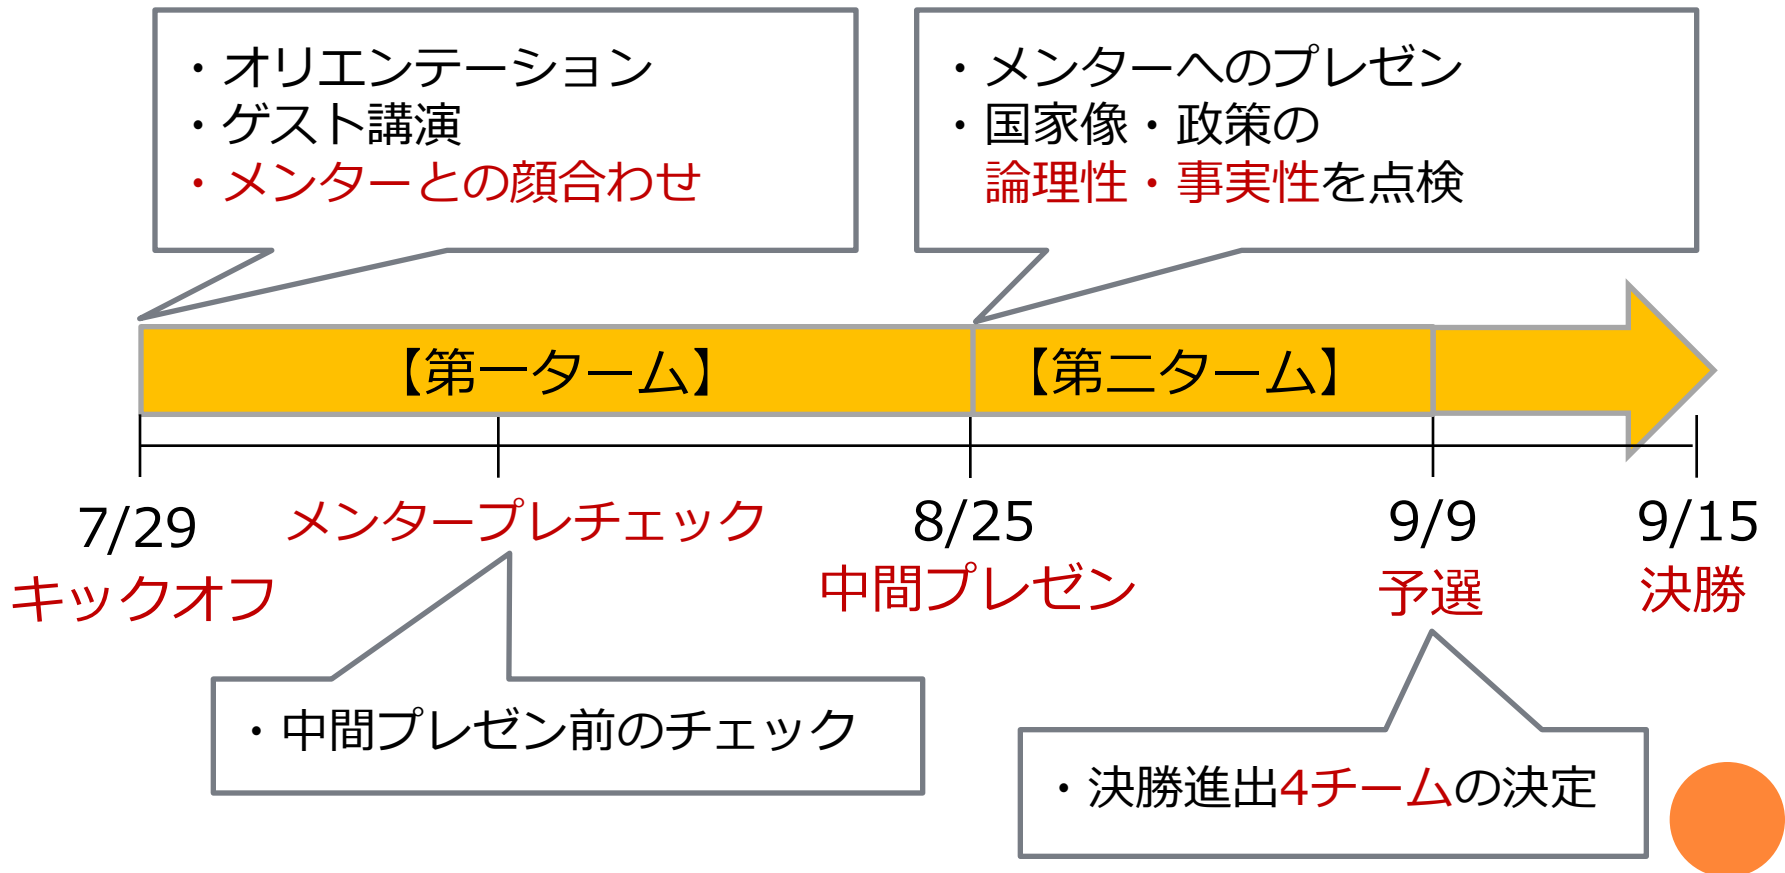 ・オリエンテーション
・ゲスト講演
・メンターとの顔合わせ
・メンターへのプレゼン
・国家像・政策の
論理性・事実性を点検
【第一ターム】
【第二ターム】
7/29
キックオフ
メンタープレチェック
8/25
中間プレゼン
9/9
予選
9/15
決勝
・中間プレゼン前のチェック
・決勝進出4チームの決定